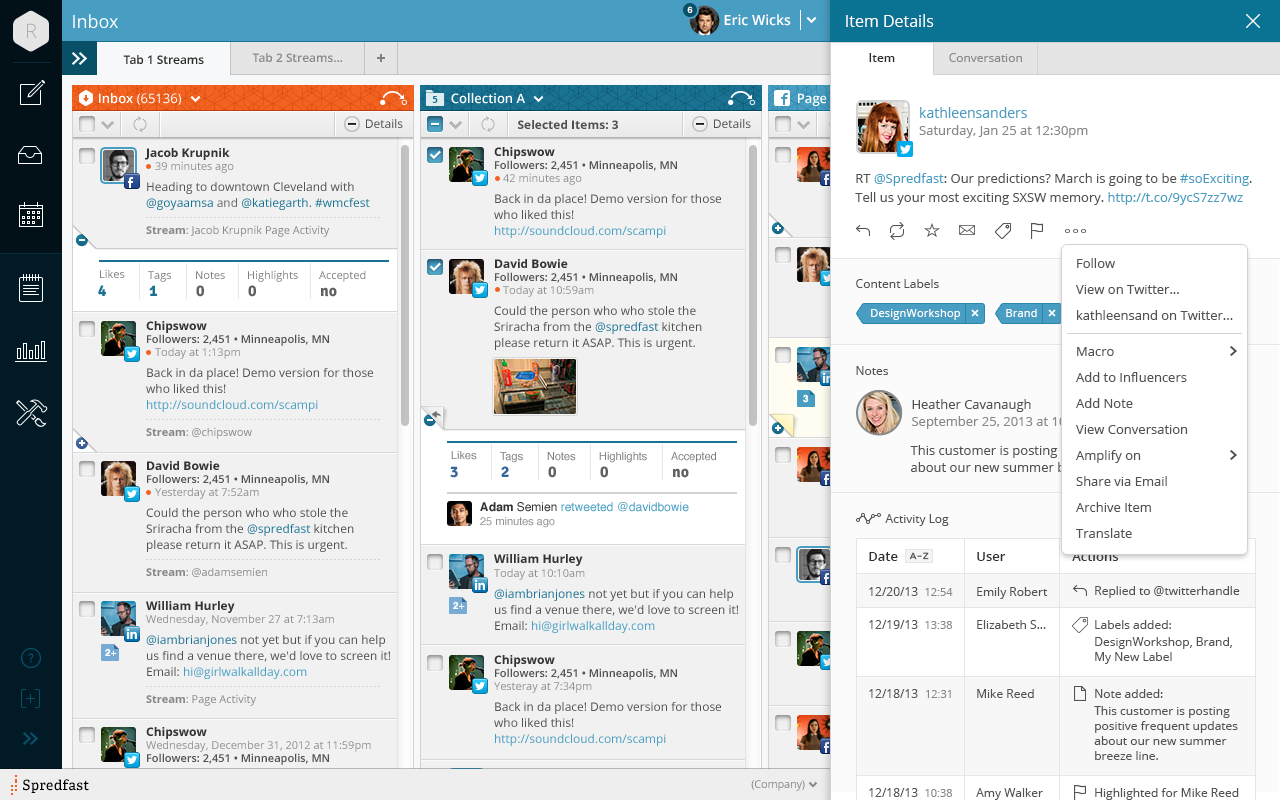 R
Inbox
6
Eric Wicks
Tab 1 Streams
Tab 2 Streams...
+
Inbox (65136)
Details
Jacob Krupnik
39 minutes ago
Heading to downtown Cleveland with
@goyaamsa and @katiegarth. #wmcfest
Stream: Jacob Krupnik Page Activity
Likes Tags Notes Highlights Accepted
4 1 0 0 no
Chipswow
Followers: 2,451 • Minneapolis, MN
Today at 1:13pm
Back in da place! Demo version for those
who liked this!
http://soundcloud.com/scampi
Stream: @chipswow
David Bowie
Followers: 2,451 • Minneapolis, MN
Yesterday at 7:52am
Could the person who who stole the
Sriracha from the @spredfast kitchen
please return it ASAP. This is urgent.
Stream: @adamsemien
William Hurley
Wednesday, November 27 at 7:13am
2+
@iambrianjones not yet but if you can help
us find a venue there, we'd love to screen it!
Email: hi@girlwalkallday.com
Stream: Page Activity
Chipswow
Wednesday, December 31, 2012 at 11:59pm
Followers: 2,451 • Minneapolis, MN
5
Collection A
Selected Items: 3
Details
Chipswow
Followers: 2,451 • Minneapolis, MN
42 minutes ago
Back in da place! Demo version for those
who liked this!
http://soundcloud.com/scampi
David Bowie
Followers: 2,451 • Minneapolis, MN
Today at 10:59am
Could the person who who stole the
Sriracha from the @spredfast kitchen
please return it ASAP. This is urgent.
Likes Tags Notes Highlights Accepted
3 2 0 0 no
Adam Semien retweeted @davidbowie
25 minutes ago
William Hurley
Today at 10:10am
2+
@iambrianjones not yet but if you can help
us find a venue there, we'd love to screen it!
Email: hi@girlwalkallday.com
Chipswow
Followers: 2,451 • Minneapolis, MN
Yesteray at 7:34pm
Back in da place! Demo version for those
who liked this!
http://soundcloud.com/scampi
Page
3
Item Details
Item
Conversation
kathleensanders
Saturday, Jan 25 at 12:30pm
RT @Spredfast: Our predictions? March is going to be #soExciting.
Tell us your most exciting SXSW memory. http://t.co/9ycS7zz7wz
Follow
View on Twitter...
kathleensand on Twitter...
Macro
Add to Influencers
Add Note
View Conversation
Amplify on
Share via Email
Archive Item
Translate
Content Labels
DesignWorkshop
Brand
Notes
Heather Cavanaugh
September 25, 2013 at 10
This customer is posting
about our new summer b
Activity Log
Date A–Z User Actions
12/20/13 12:54 Emily Robert Replied to @twitterhandle
12/19/13 13:38 Elizabeth S... Labels added:
DesignWorkshop, Brand,
My New Label
12/18/13 12:31 Mike Reed Note added:
This customer is posting
positive frequent updates
about our new summer
breeze line.
12/18/13 10:38 Amy Walker Highlighted for Mike Reed
Spredfast
(Company)